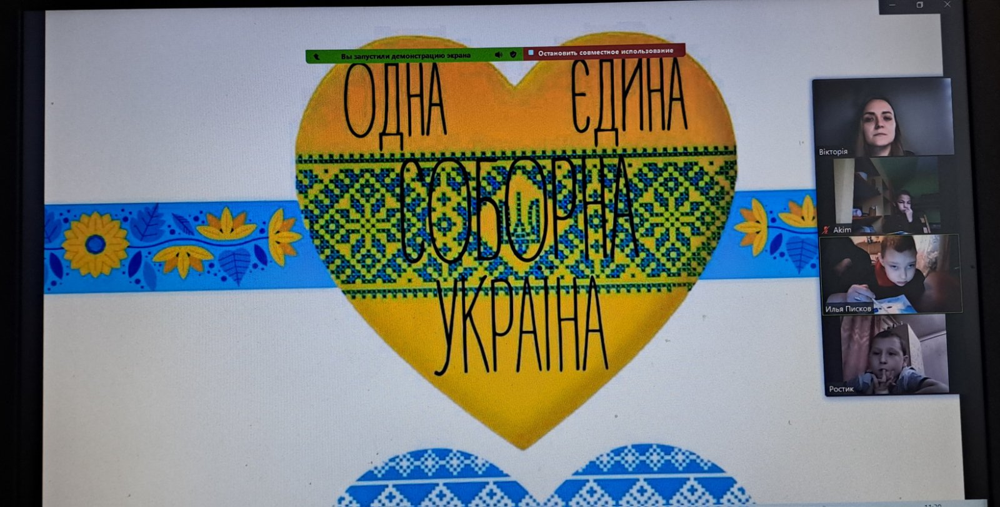 Вы запустили демонстрацию экрана
Остановить совместное использование
ОДНА ЄДИНА
СОБОРНА
УКРАЇНА
Вікторія
Akim
Илья Писков
Ростик